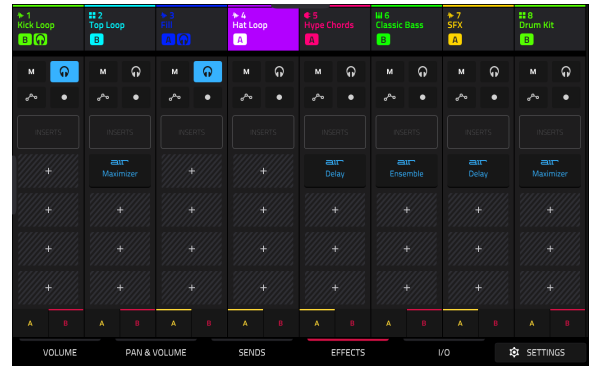 1 2 3 4 5 6 7 8
Kick Loop Top Loop FX Hat Loop Hype Chords Classic Bass SFX Drum Kit
B B A A A B A B
M M M M M M M M
INSERTS INSERTS INSERTS INSERTS INSERTS INSERTS INSERTS INSERTS
+ AIR + + AIR AIR AIR AIR
Maximizer Delay Ensemble Delay Maximizer
+ + + + + + + +
+ + + + + + + +
+ + + + + + + +
A B A B A B A B A B A B A B A B
VOLUME PAN & VOLUME SENDS EFFECTS I/O SETTINGS